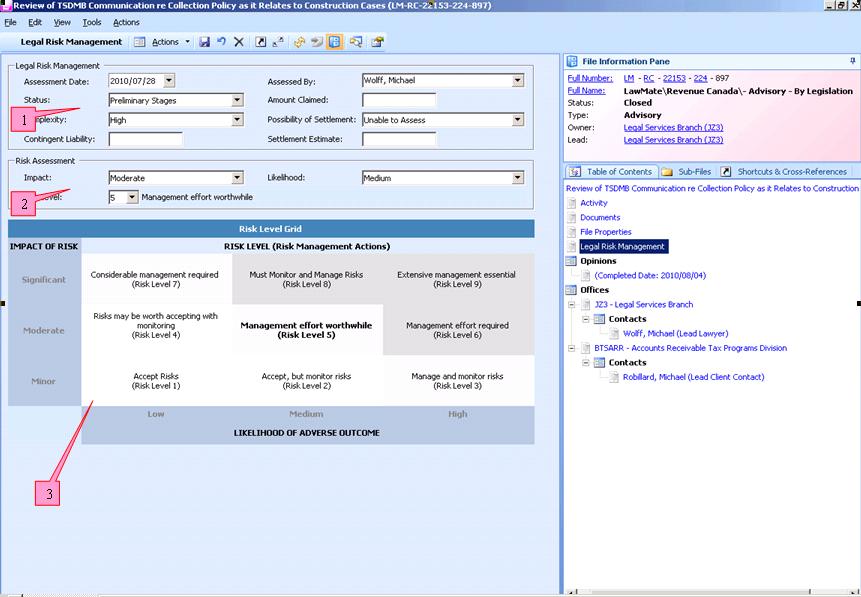 Review of TSDMB Communication re Collection Policy as it Relates to Construction Cases (LM-RC-22153-224-897)
File Edit View Tools Actions
Legal Risk Management Actions
Legal Risk Management
Assessment Date: 2010/07/28 Assessed By: Wolff, Michael
Status: Preliminary Stages Amount Claimed:
1
mplexity: High Possibility of Settlement: Unable to Assess
Contingent Liability: Settlement Estimate:
Risk Assessment
Impact: Moderate Likelihood: Medium
2
evel: 5 Management effort worthwhile
Risk Level Grid
IMPACT OF RISK RISK LEVEL (Risk Management Actions)
Significant
Considerable management required
(Risk Level 7)
Must Monitor and Manage Risks
(Risk Level 8)
Extensive management essential
(Risk Level 9)
Moderate
Risks may be worth accepting with
monitoring
(Risk Level 4)
Management effort worthwhile
(Risk Level 5)
Management effort required
(Risk Level 6)
Minor
Accept Risks
(Risk Level 1)
Accept, but monitor risks
(Risk Level 2)
Manage and monitor risks
(Risk Level 3)
Low Medium High
LIKELIHOOD OF ADVERSE OUTCOME
3
File Information Pane
Full Number: LM - RC - 22153 - 224 - 897
Full Name: LawMate\Revenue Canada\- Advisory - By Legislation
Status: Closed
Type: Advisory
Owner: Legal Services Branch (JZ3)
Lead: Legal Services Branch (JZ3)
Table of Contents Sub-Files Shortcuts & Cross-References
Review of TSDMB Communication re Collection Policy as it Relates to Construction
Activity
Documents
File Properties
Legal Risk Management
Opinions
(Completed Date: 2010/08/04)
Offices
JZ3 - Legal Services Branch
Contacts
Wolff, Michael (Lead Lawyer)
BTSARR - Accounts Receivable Tax Programs Division
Contacts
Robillard, Michael (Lead Client Contact)